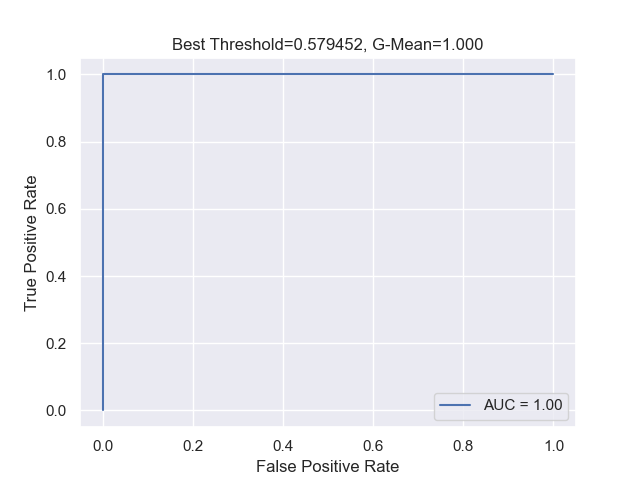 Best Threshold=0.579452, G-Mean=1.000
1.0
0.8
0.6
0.4
0.2
0.0
True Positive Rate
AUC = 1.00
0.0 0.2 0.4 0.6 0.8 1.0
False Positive Rate